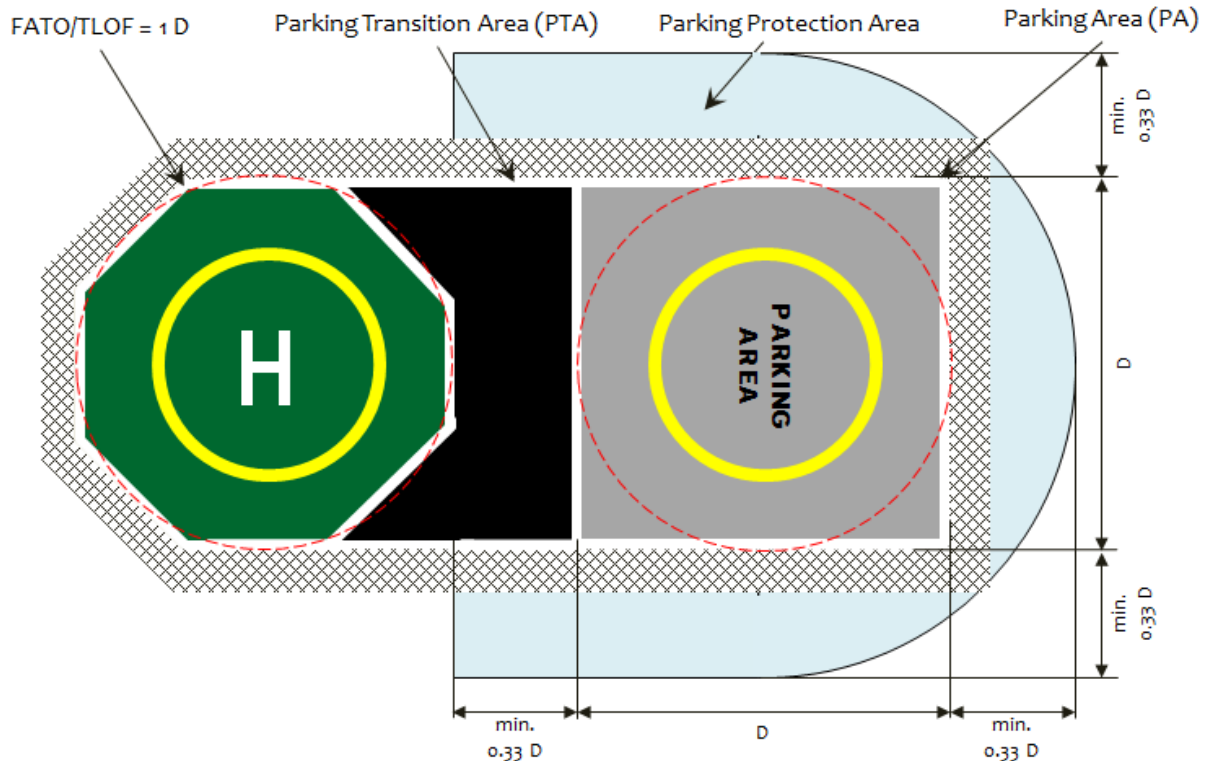 FATO/TLOF = 1 D
Parking Transition Area (PTA)
Parking Protection Area
Parking Area (PA)
min.
0.33 D
H
PARKING
AREA
D
min.
0.33 D
min.
0.33 D
D
min.
0.33 D